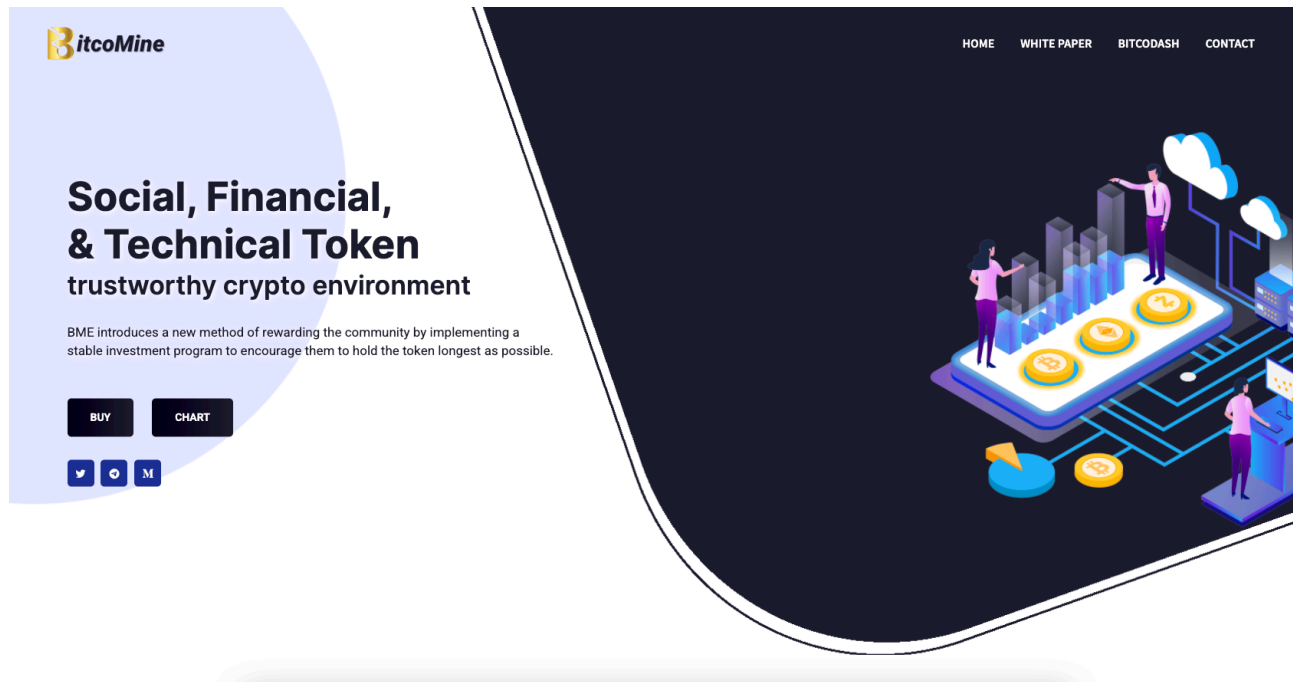 BitcoMine
HOME WHITE PAPER BITCODASH CONTACT
Social, Financial,
& Technical Token
trustworthy crypto environment
BME introduces a new method of rewarding the community by implementing a
stable investment program to encourage them to hold the token longest as possible.
BUY CHART
M